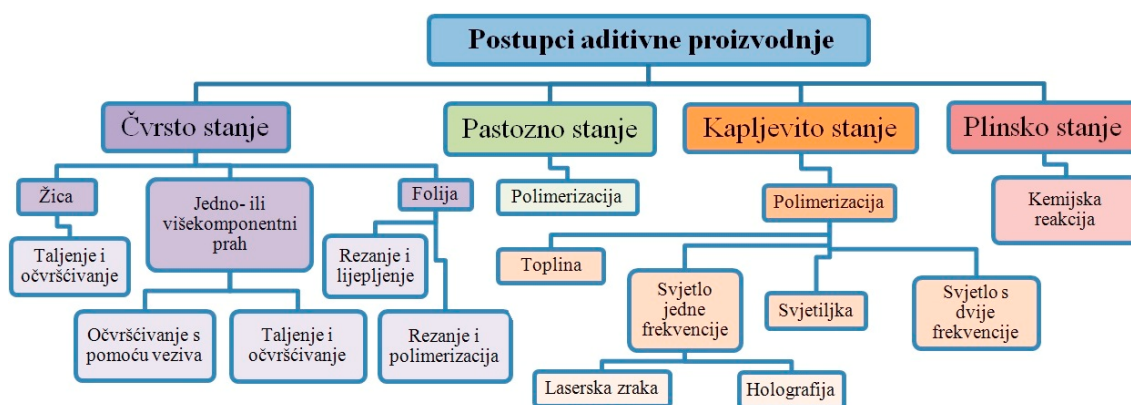 Postupci aditivne proizvodnje
Čvrsto stanje
Pastozno stanje
Kapljevito stanje
Plinsko stanje
Žica
Jedno- ili
višekomponentni
prah
Folija
Polimerizacija
Polimerizacija
Kemijska
reakcija
Taljenje i
očvršćivanje
Rezanje i
lijepljenje
Toplina
Svjetlo
jedne
frekvencije
Svjetiljka
Svjetlo s
dvije
frekvencije
Očvršćivanje s
pomoću veziva
Taljenje i
očvršćivanje
Rezanje i
polimerizacija
Laserska zraka
Holografija